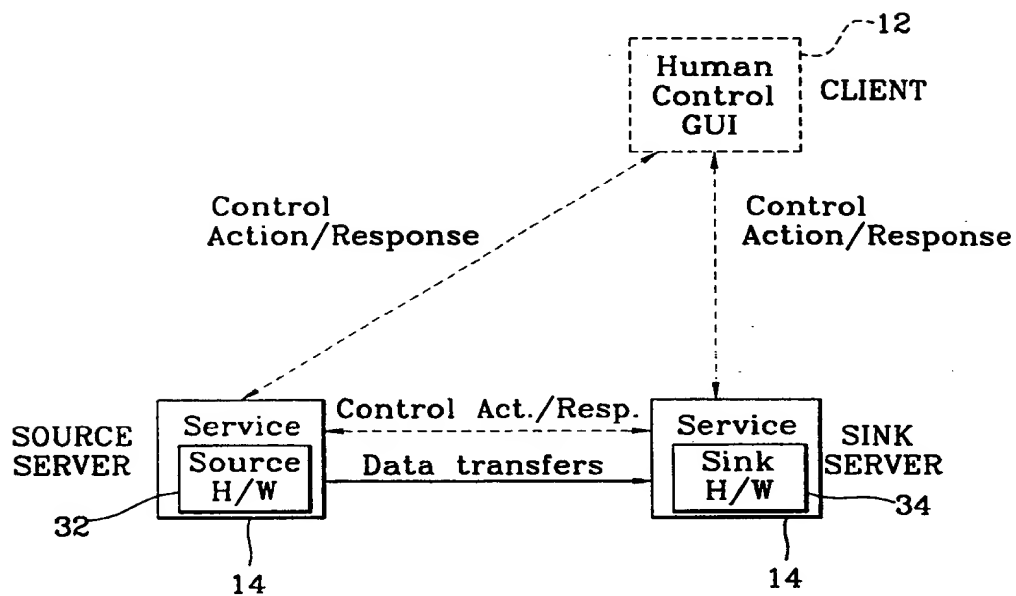 12
Human
Control
GUI
CLIENT
Control
Action/Response
Control
Action/Response
SOURCE
SERVER
Service
Source
H/W
Control Act./Resp.
Data transfers
Service
Sink
H/W
SINK
SERVER
32
34
14
14